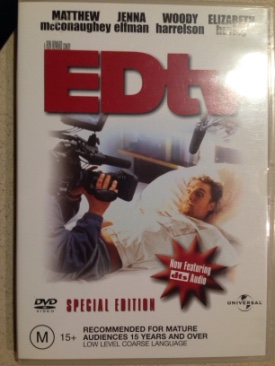 MATTHEW JENNA WOODY ELIZABETH
mcconaughey elfman harrelson
EDtv
Now Featuring
dts Audio
DVD
VIDEO
SPECIAL EDITION
UNIVERSAL
M 15+ RECOMMENDED FOR MATURE
AUDIENCES 15 YEARS AND OVER
LOW LEVEL COARSE LANGUAGE